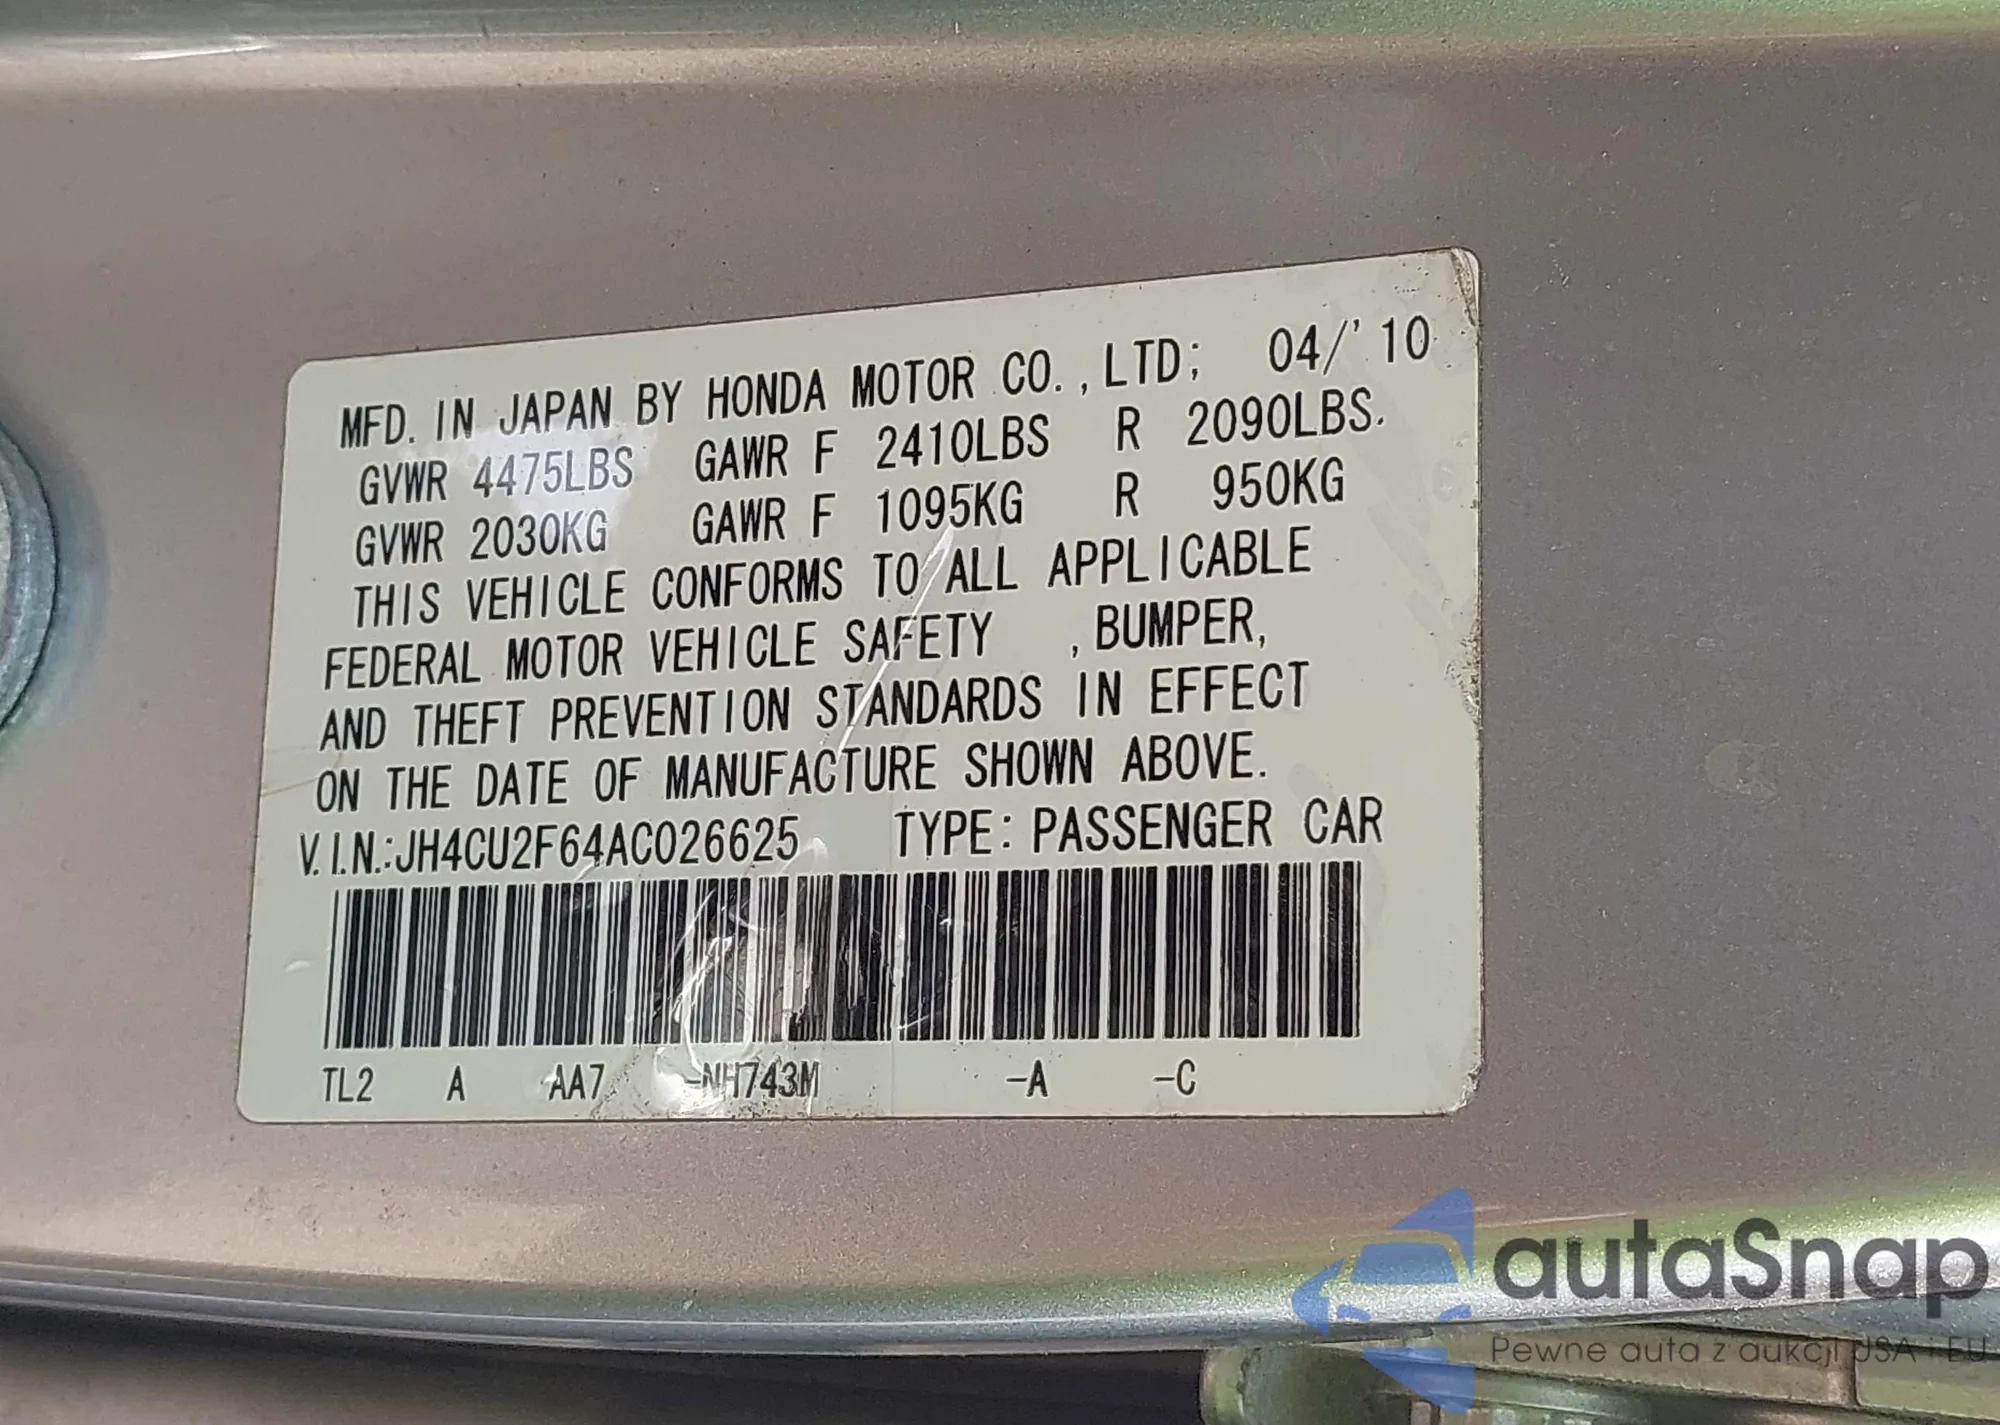 MFD. IN JAPAN BY HONDA MOTOR CO.,LTD; 04/'10
GVWR 4475LBS GAWR F 2410LBS R 2090LBS.
GVWR 2030KG GAWR F 1095KG R 950KG
THIS VEHICLE CONFORMS TO ALL APPLICABLE
FEDERAL MOTOR VEHICLE SAFETY ,BUMPER,
AND THEFT PREVENTION STANDARDS IN EFFECT
ON THE DATE OF MANUFACTURE SHOWN ABOVE.
V.I.N.:JH4CU2F64AC026625 TYPE:PASSENGER CAR
TL2 A AA7 -NH743M -A -C
autaSnap
Pewne auta z aukcji USA i EU